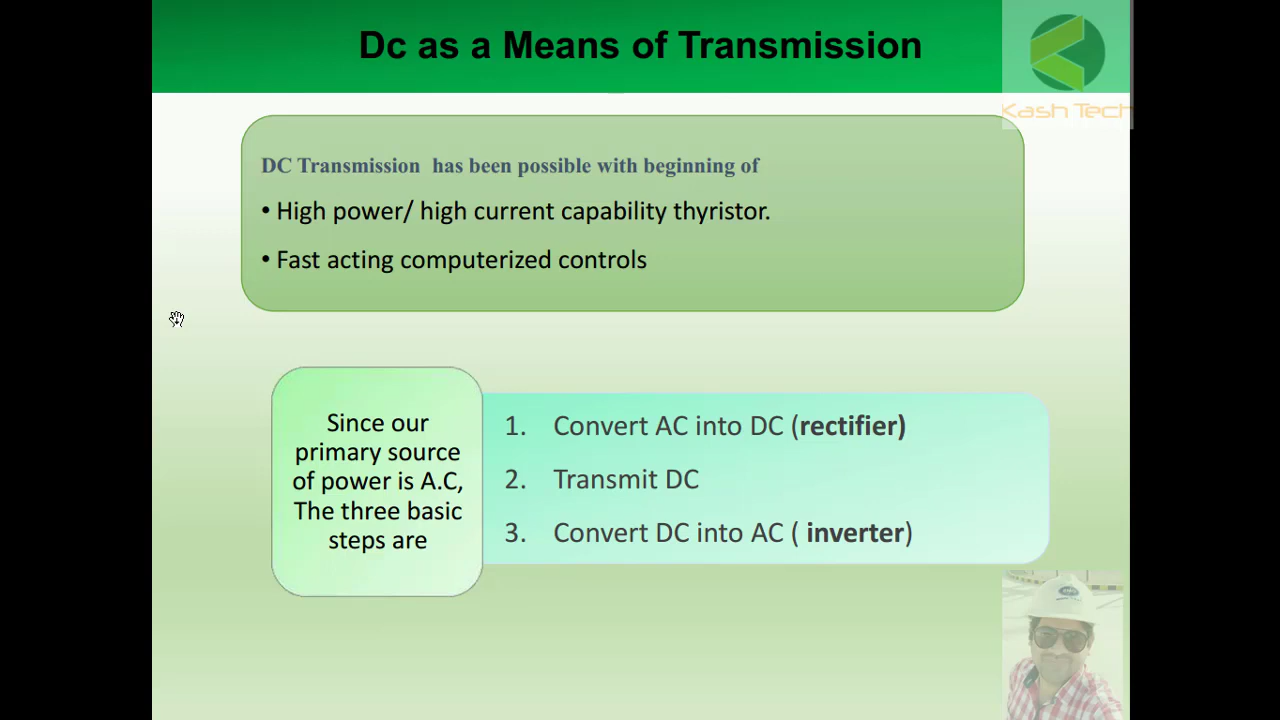 Dc as a Means of Transmission
Kash Tech
DC Transmission has been possible with beginning of
• High power/ high current capability thyristor.
• Fast acting computerized controls
Since our
primary source
of power is A.C,
The three basic
steps are
1. Convert AC into DC (rectifier)
2. Transmit DC
3. Convert DC into AC ( inverter)